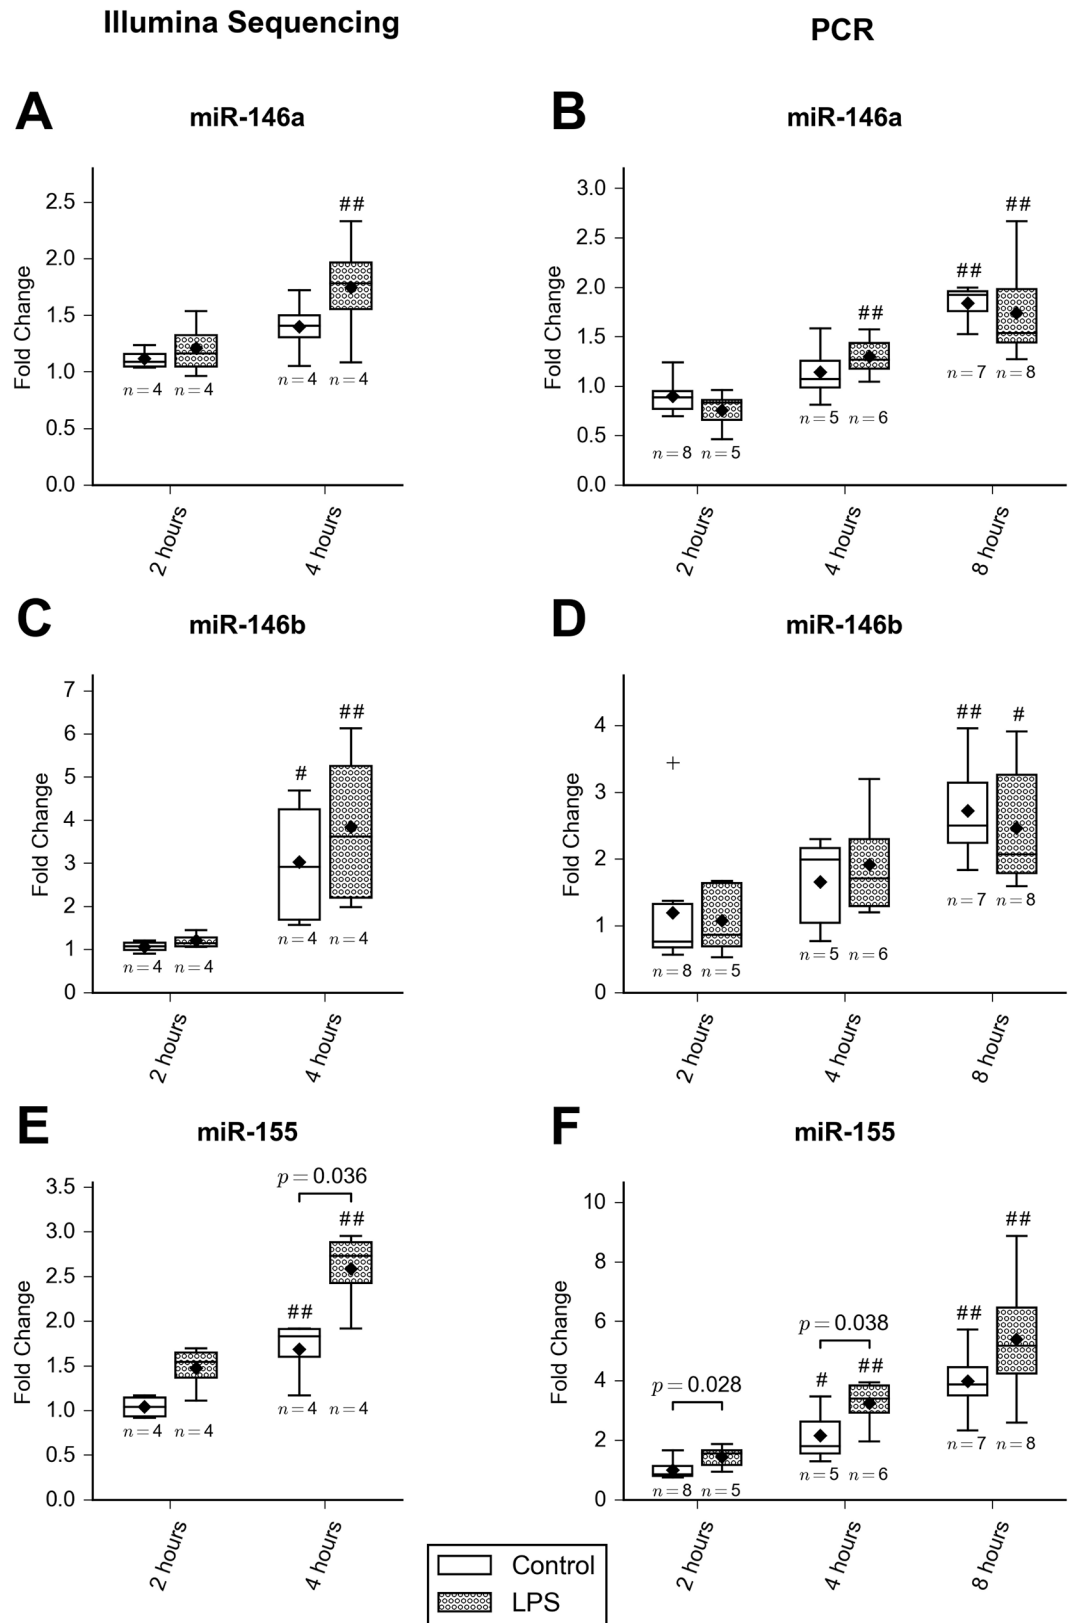 Illumina Sequencing
PCR
A
miR-146a
Fold Change
2.5
2.0
1.5
1.0
0.5
0.0
##
n = 4
n = 4
n = 4
n = 4
2 hours
4 hours
B
miR-146a
Fold Change
3.0
2.5
2.0
1.5
1.0
0.5
0.0
##
##
##
n = 8
n = 5
n = 5
n = 6
n = 7
n = 8
2 hours
4 hours
8 hours
C
miR-146b
Fold Change
7
6
5
4
3
2
1
0
#
##
n = 4
n = 4
n = 4
n = 4
2 hours
4 hours
D
miR-146b
Fold Change
4
3
2
1
0
##
#
n = 8
n = 5
n = 5
n = 6
n = 7
n = 8
2 hours
4 hours
8 hours
E
miR-155
Fold Change
3.5
3.0
2.5
2.0
1.5
1.0
0.5
0.0
p = 0.036
##
##
n = 4
n = 4
n = 4
n = 4
2 hours
4 hours
F
miR-155
Fold Change
10
8
6
4
2
0
p = 0.028
p = 0.038
#
##
##
##
n = 8
n = 5
n = 5
n = 6
n = 7
n = 8
2 hours
4 hours
8 hours
Control
LPS